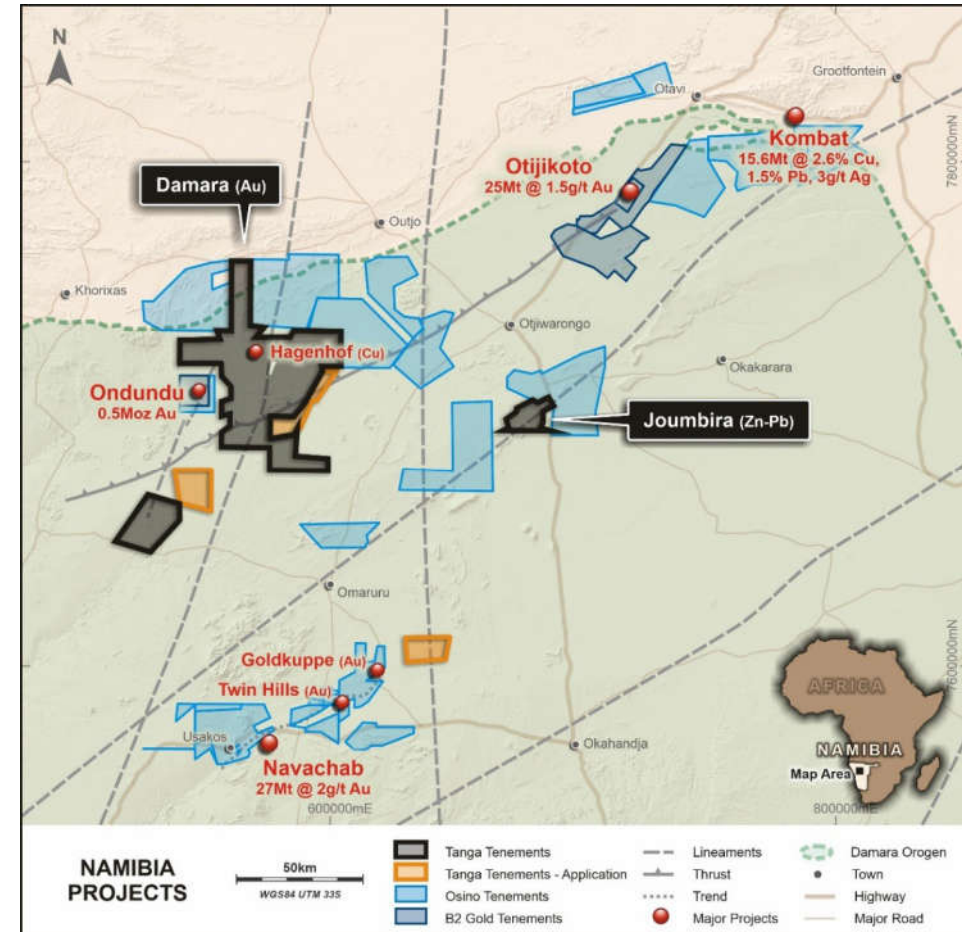 N
Grootfontein
Otavi
Kombat
15.6Mt @ 2.6% Cu,
1.5% Pb, 3g/t Ag
7800000mN
Otijikoto
25Mt @ 1.5g/t Au
Damara (Au)
Outjo
Khorixas
Otjiwarongo
Hagenhof (Cu)
Okakarara
Ondundu
0.5Moz Au
Joumbira (Zn-Pb)
Omaruru
Goldkuppe (Au)
7600000mN
Twin Hills (Au)
AFRICA
Usakos
Okahandja
NAMIBIA
Navachab
27Mt @ 2g/t Au
Map Area
600000mE
800000mE
NAMIBIA
PROJECTS
50km
WGS84 UTM 33S
Tanga Tenements
Tanga Tenements - Application
Osino Tenements
B2 Gold Tenements
Lineaments
Thrust
Trend
Major Projects
Damara Orogen
Town
Highway
Major Road